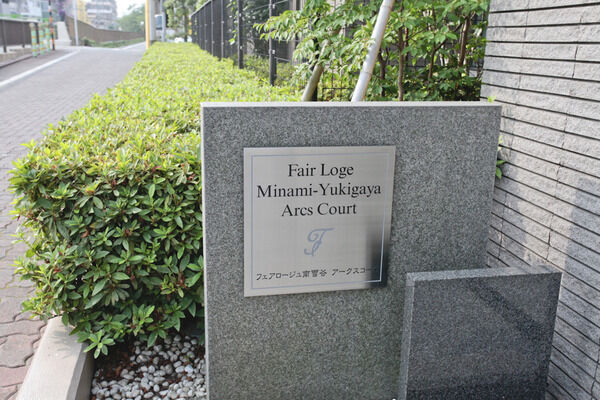 Fair Loge
Minami-Yukigaya
Arcs Court
フェアロージュ南雪谷 アークスコート